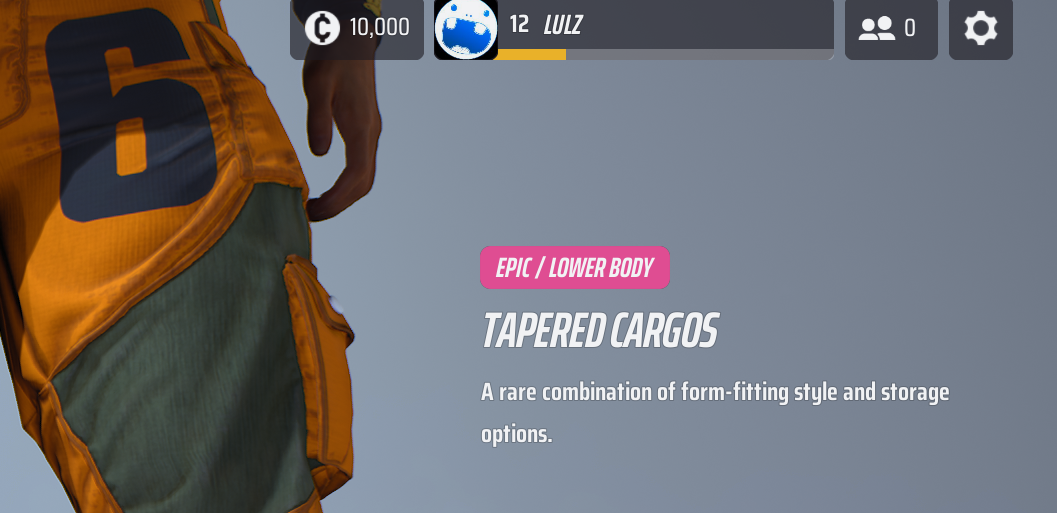 10,000
12 LULZ
0
6
EPIC / LOWER BODY
TAPERED CARGOS
A rare combination of form-fitting style and storage
options.